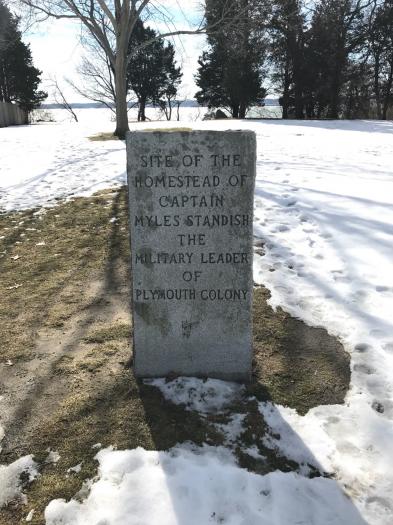 SITE OF THE
HOMESTEAD OF
CAPTAIN
MYLES STANDISH
THE
MILITARY LEADER
OF
PLYMOUTH COLONY